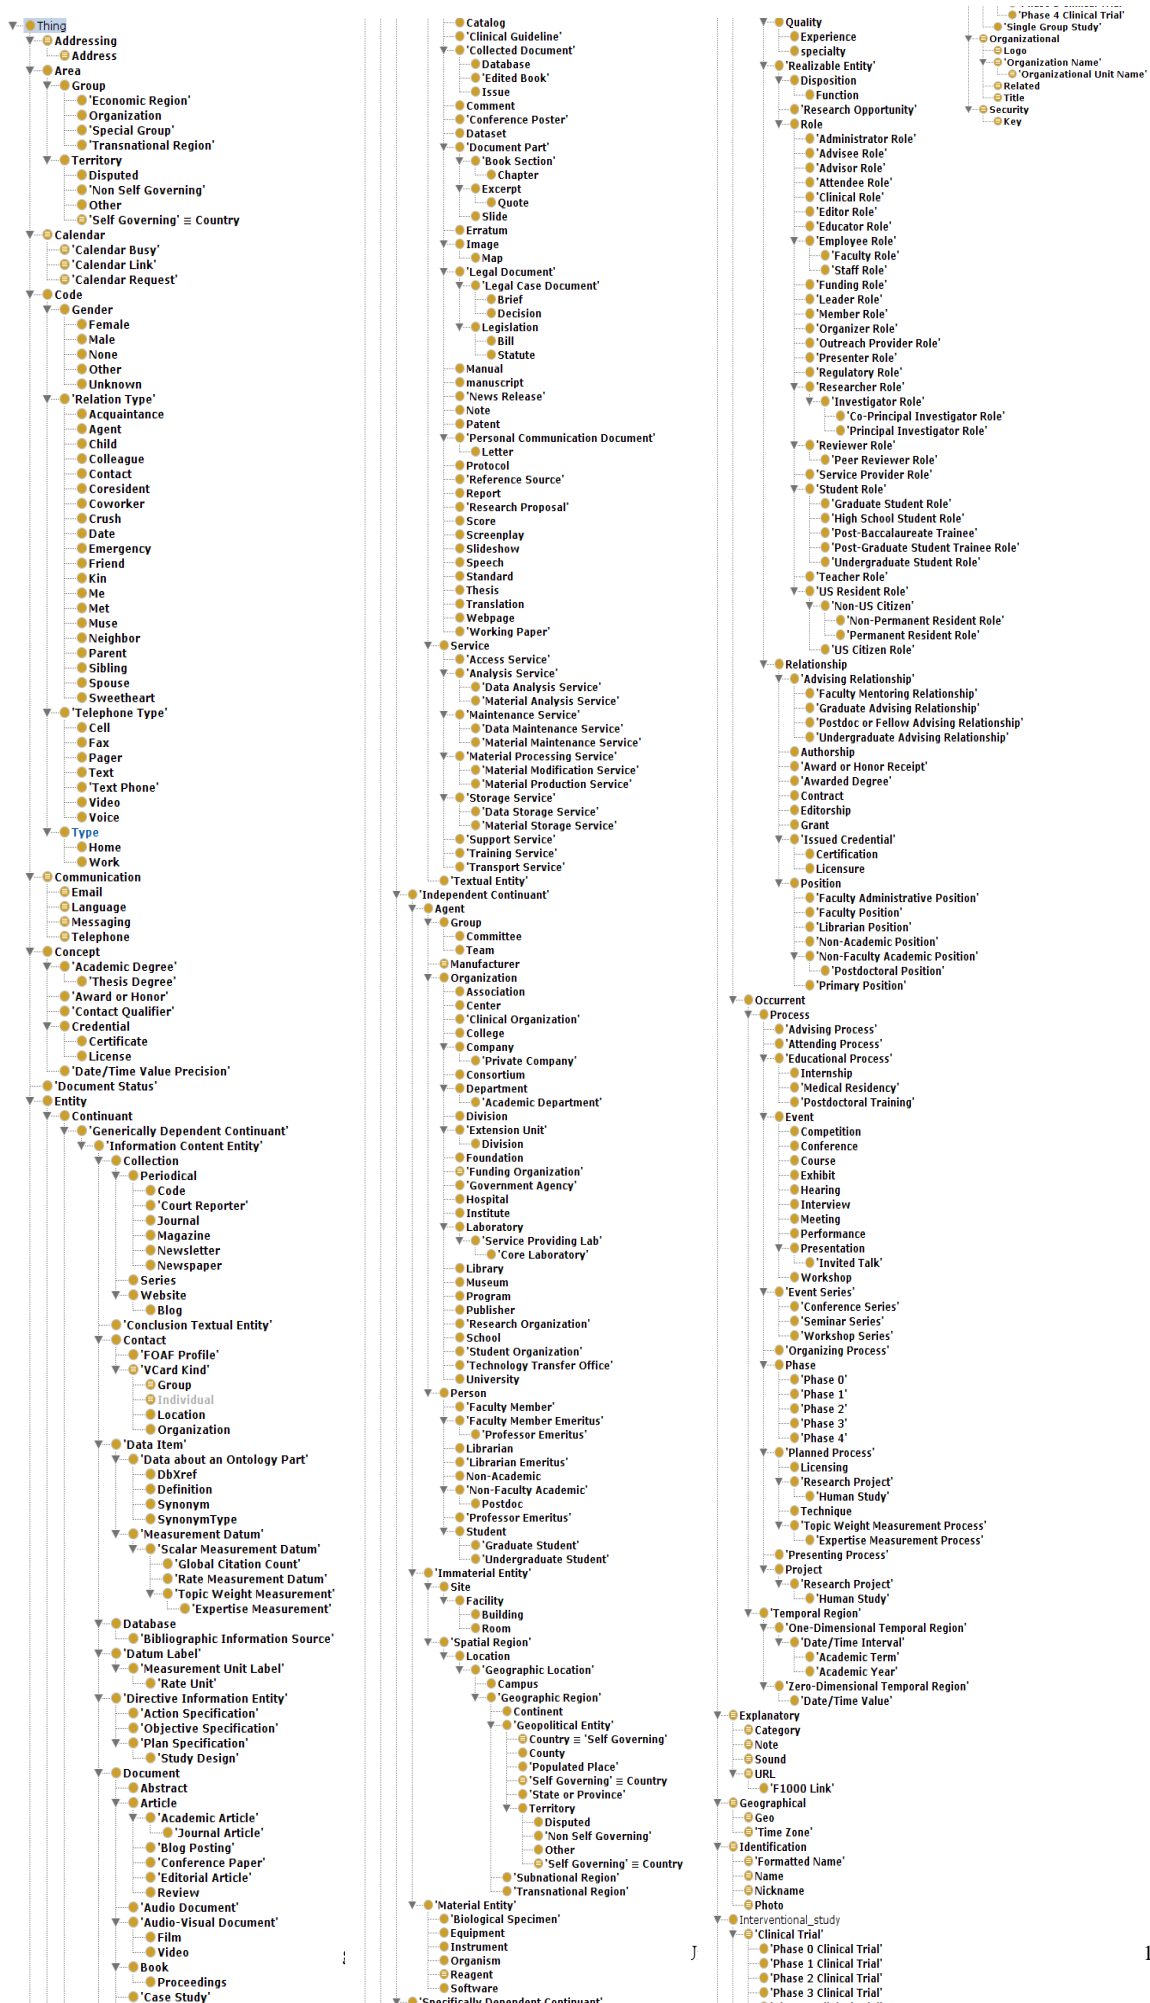 Thing
Addressing
Address
Area
Group
'Economic Region'
Organization
'Special Group'
'Transnational Region'
Territory
Disputed
'Non Self Governing'
Other
'Self Governing' ≡ Country
Calendar
'Calendar Busy'
'Calendar Link'
'Calendar Request'
Code
Gender
Female
Male
None
Other
Unknown
'Relation Type'
Acquaintance
Agent
Child
Colleague
Contact
Coresident
Coworker
Crush
Date
Emergency
Friend
Kin
Me
Met
Muse
Neighbor
Parent
Sibling
Spouse
Sweetheart
'Telephone Type'
Cell
Fax
Pager
Text
'Text Phone'
Video
Voice
Type
Home
Work
Communication
Email
Language
Messaging
Telephone
Concept
'Academic Degree'
'Thesis Degree'
'Award or Honor'
'Contact Qualifier'
Credential
Certificate
License
'Date/Time Value Precision'
'Document Status'
Entity
Continuant
'Generically Dependent Continuant'
'Information Content Entity'
Collection
Periodical
Code
'Court Reporter'
Journal
Magazine
Newsletter
Newspaper
Series
Website
Blog
'Conclusion Textual Entity'
Contact
'FOAF Profile'
'VCard Kind'
Group
Individual
Location
Organization
'Data Item'
'Data about an Ontology Part'
DbXref
Definition
Synonym
SynonymType
'Measurement Datum'
'Scalar Measurement Datum'
'Global Citation Count'
'Rate Measurement Datum'
'Topic Weight Measurement'
'Expertise Measurement'
Database
'Bibliographic Information Source'
'Datum Label'
'Measurement Unit Label'
'Rate Unit'
'Directive Information Entity'
'Action Specification'
'Objective Specification'
'Plan Specification'
'Study Design'
Document
Abstract
Article
'Academic Article'
'Journal Article'
'Blog Posting'
'Conference Paper'
'Editorial Article'
Review
'Audio Document'
'Audio-Visual Document'
Film
Video
Book
Proceedings
'Case Study'
Catalog
'Clinical Guideline'
'Collected Document'
Database
'Edited Book'
Issue
Comment
'Conference Poster'
Dataset
'Document Part'
'Book Section'
Chapter
Excerpt
Quote
Slide
Erratum
Image
Map
'Legal Document'
'Legal Case Document'
Brief
Decision
Legislation
Bill
Statute
Manual
manuscript
'News Release'
Note
Patent
'Personal Communication Document'
Letter
Protocol
'Reference Source'
Report
'Research Proposal'
Score
Screenplay
Slideshow
Speech
Standard
Thesis
Translation
Webpage
'Working Paper'
Service
'Access Service'
'Analysis Service'
'Data Analysis Service'
'Material Analysis Service'
'Maintenance Service'
'Data Maintenance Service'
'Material Maintenance Service'
'Material Processing Service'
'Material Modification Service'
'Material Production Service'
'Storage Service'
'Data Storage Service'
'Material Storage Service'
'Support Service'
'Training Service'
'Transport Service'
'Textual Entity'
'Independent Continuant'
Agent
Group
Committee
Team
Manufacturer
Organization
Association
Center
'Clinical Organization'
College
Company
'Private Company'
Consortium
Department
'Academic Department'
Division
'Extension Unit'
Division
Foundation
'Funding Organization'
'Government Agency'
Hospital
Institute
Laboratory
'Service Providing Lab'
'Core Laboratory'
Library
Museum
Program
Publisher
'Research Organization'
School
'Student Organization'
'Technology Transfer Office'
University
Person
'Faculty Member'
'Faculty Member Emeritus'
'Professor Emeritus'
Librarian
'Librarian Emeritus'
Non-Academic
'Non-Faculty Academic'
Postdoc
'Professor Emeritus'
Student
'Graduate Student'
'Undergraduate Student'
'Immaterial Entity'
Site
Facility
Building
Room
'Spatial Region'
Location
'Geographic Location'
Campus
'Geographic Region'
Continent
'Geopolitical Entity'
Country ≡ 'Self Governing'
County
'Populated Place'
'Self Governing' ≡ Country
'State or Province'
Territory
Disputed
'Non Self Governing'
Other
'Self Governing' ≡ Country
'Subnational Region'
'Transnational Region'
'Material Entity'
'Biological Specimen'
Equipment
Instrument
Organism
Reagent
Software
'Specifically Dependent Continuant'
Quality
Experience
specialty
'Realizable Entity'
Disposition
Function
'Research Opportunity'
Role
'Administrator Role'
'Advisee Role'
'Advisor Role'
'Attendee Role'
'Clinical Role'
'Editor Role'
'Educator Role'
'Employee Role'
'Faculty Role'
'Staff Role'
'Funding Role'
'Leader Role'
'Member Role'
'Organizer Role'
'Outreach Provider Role'
'Presenter Role'
'Regulatory Role'
'Researcher Role'
'Investigator Role'
'Co-Principal Investigator Role'
'Principal Investigator Role'
'Reviewer Role'
'Peer Reviewer Role'
'Service Provider Role'
'Student Role'
'Graduate Student Role'
'High School Student Role'
'Post-Baccalaureate Trainee'
'Post-Graduate Student Trainee Role'
'Undergraduate Student Role'
'Teacher Role'
'US Resident Role'
'Non-US Citizen'
'Non-Permanent Resident Role'
'Permanent Resident Role'
'US Citizen Role'
Relationship
'Advising Relationship'
'Faculty Mentoring Relationship'
'Graduate Advising Relationship'
'Postdoc or Fellow Advising Relationship'
'Undergraduate Advising Relationship'
Authorship
'Award or Honor Receipt'
'Awarded Degree'
Contract
Editorship
Grant
'Issued Credential'
Certification
Licensure
Position
'Faculty Administrative Position'
'Faculty Position'
'Librarian Position'
'Non-Academic Position'
'Non-Faculty Academic Position'
'Postdoctoral Position'
'Primary Position'
Occurrent
Process
'Advising Process'
'Attending Process'
'Educational Process'
Internship
'Medical Residency'
'Postdoctoral Training'
Event
Competition
Conference
Course
Exhibit
Hearing
Interview
Meeting
Performance
Presentation
'Invited Talk'
Workshop
'Event Series'
'Conference Series'
'Seminar Series'
'Workshop Series'
'Organizing Process'
Phase
'Phase 0'
'Phase 1'
'Phase 2'
'Phase 3'
'Phase 4'
'Planned Process'
Licensing
'Research Project'
'Human Study'
Technique
'Topic Weight Measurement Process'
'Expertise Measurement Process'
'Presenting Process'
Project
'Research Project'
'Human Study'
'Temporal Region'
'One-Dimensional Temporal Region'
'Date/Time Interval'
'Academic Term'
'Academic Year'
'Zero-Dimensional Temporal Region'
'Date/Time Value'
Explanatory
Category
Note
Sound
URL
'F1000 Link'
Geographical
Geo
'Time Zone'
Identification
'Formatted Name'
Name
Nickname
Photo
Interventional_study
'Clinical Trial'
'Phase 0 Clinical Trial'
'Phase 1 Clinical Trial'
'Phase 2 Clinical Trial'
'Phase 3 Clinical Trial'
'Phase 4 Clinical Trial'
'Single Group Study'
Organizational
Logo
'Organization Name'
'Organizational Unit Name'
Related
Title
Security
Key